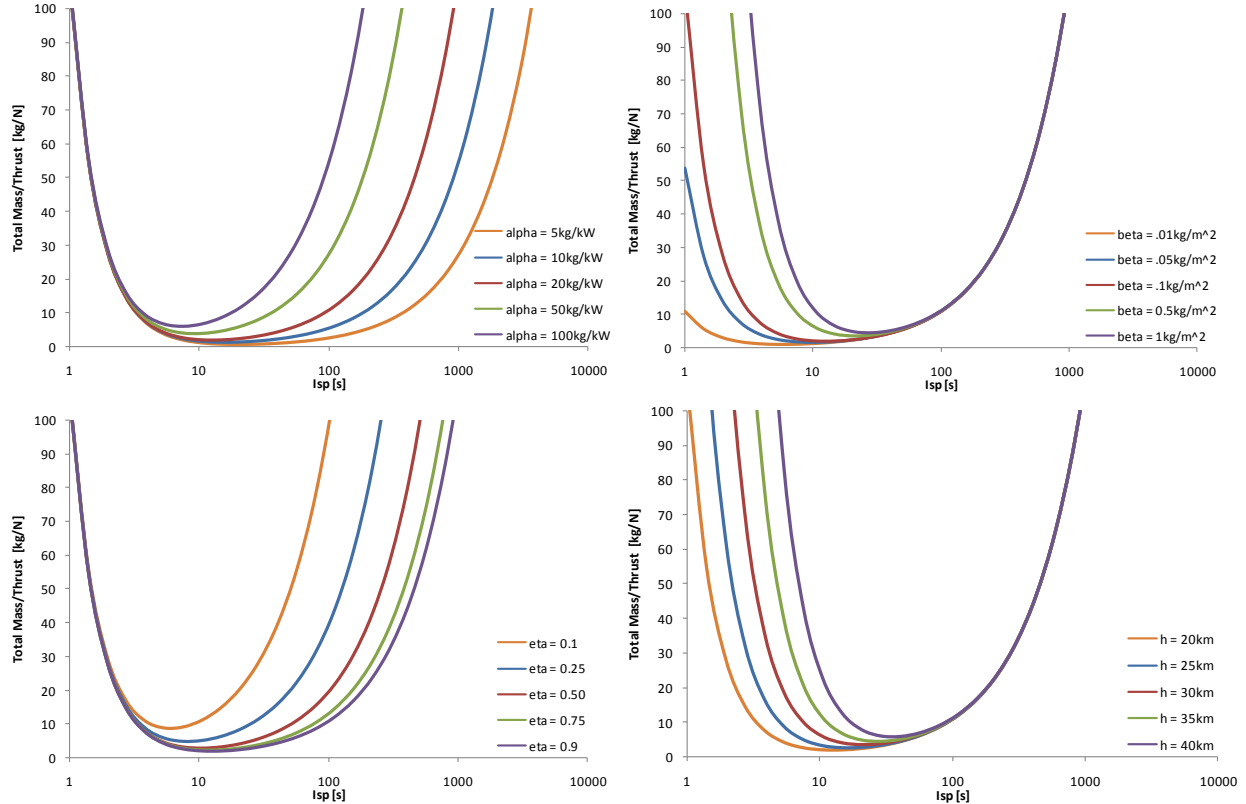 Total Mass/Thrust [kg/N]
100
90
80
70
60
50
40
30
20
10
0
alpha = 5kg/kW
alpha = 10kg/kW
alpha = 20kg/kW
alpha = 50kg/kW
alpha = 100kg/kW
1 10 100 1000 10000
Isp [s]
Total Mass/Thrust [kg/N]
100
90
80
70
60
50
40
30
20
10
0
beta = .01kg/m^2
beta = .05kg/m^2
beta = .1kg/m^2
beta = 0.5kg/m^2
beta = 1kg/m^2
1 10 100 1000 10000
Isp [s]
Total Mass/Thrust [kg/N]
100
90
80
70
60
50
40
30
20
10
0
eta = 0.1
eta = 0.25
eta = 0.50
eta = 0.75
eta = 0.9
1 10 100 1000 10000
Isp [s]
Total Mass/Thrust [kg/N]
100
90
80
70
60
50
40
30
20
10
0
h = 20km
h = 25km
h = 30km
h = 35km
h = 40km
1 10 100 1000 10000
Isp [s]